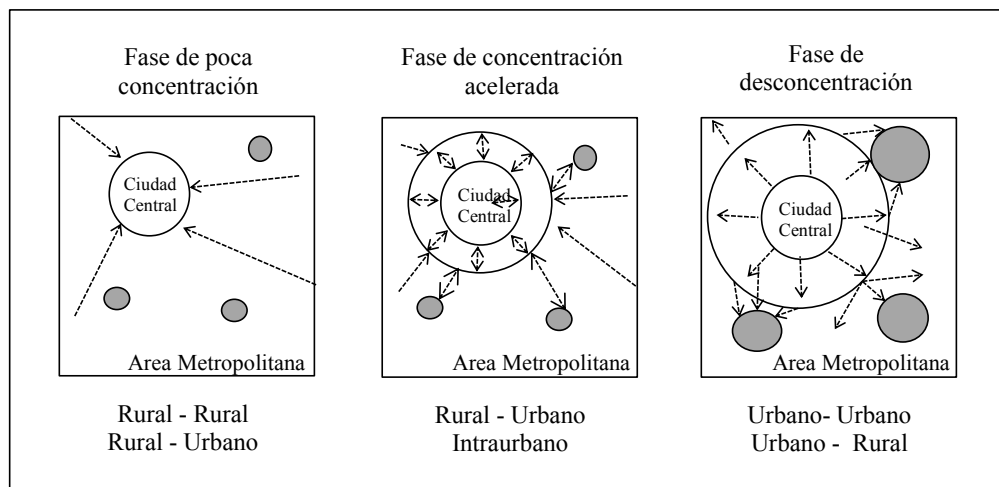 Fase de poca
concentración
Ciudad
Central
Area Metropolitana
Rural - Rural
Rural - Urbano
Fase de concentración
acelerada
Ciudad
Central
Area Metropolitana
Rural - Urbano
Intraurbano
Fase de
desconcentración
Ciudad
Central
Area Metropolitana
Urbano- Urbano
Urbano - Rural